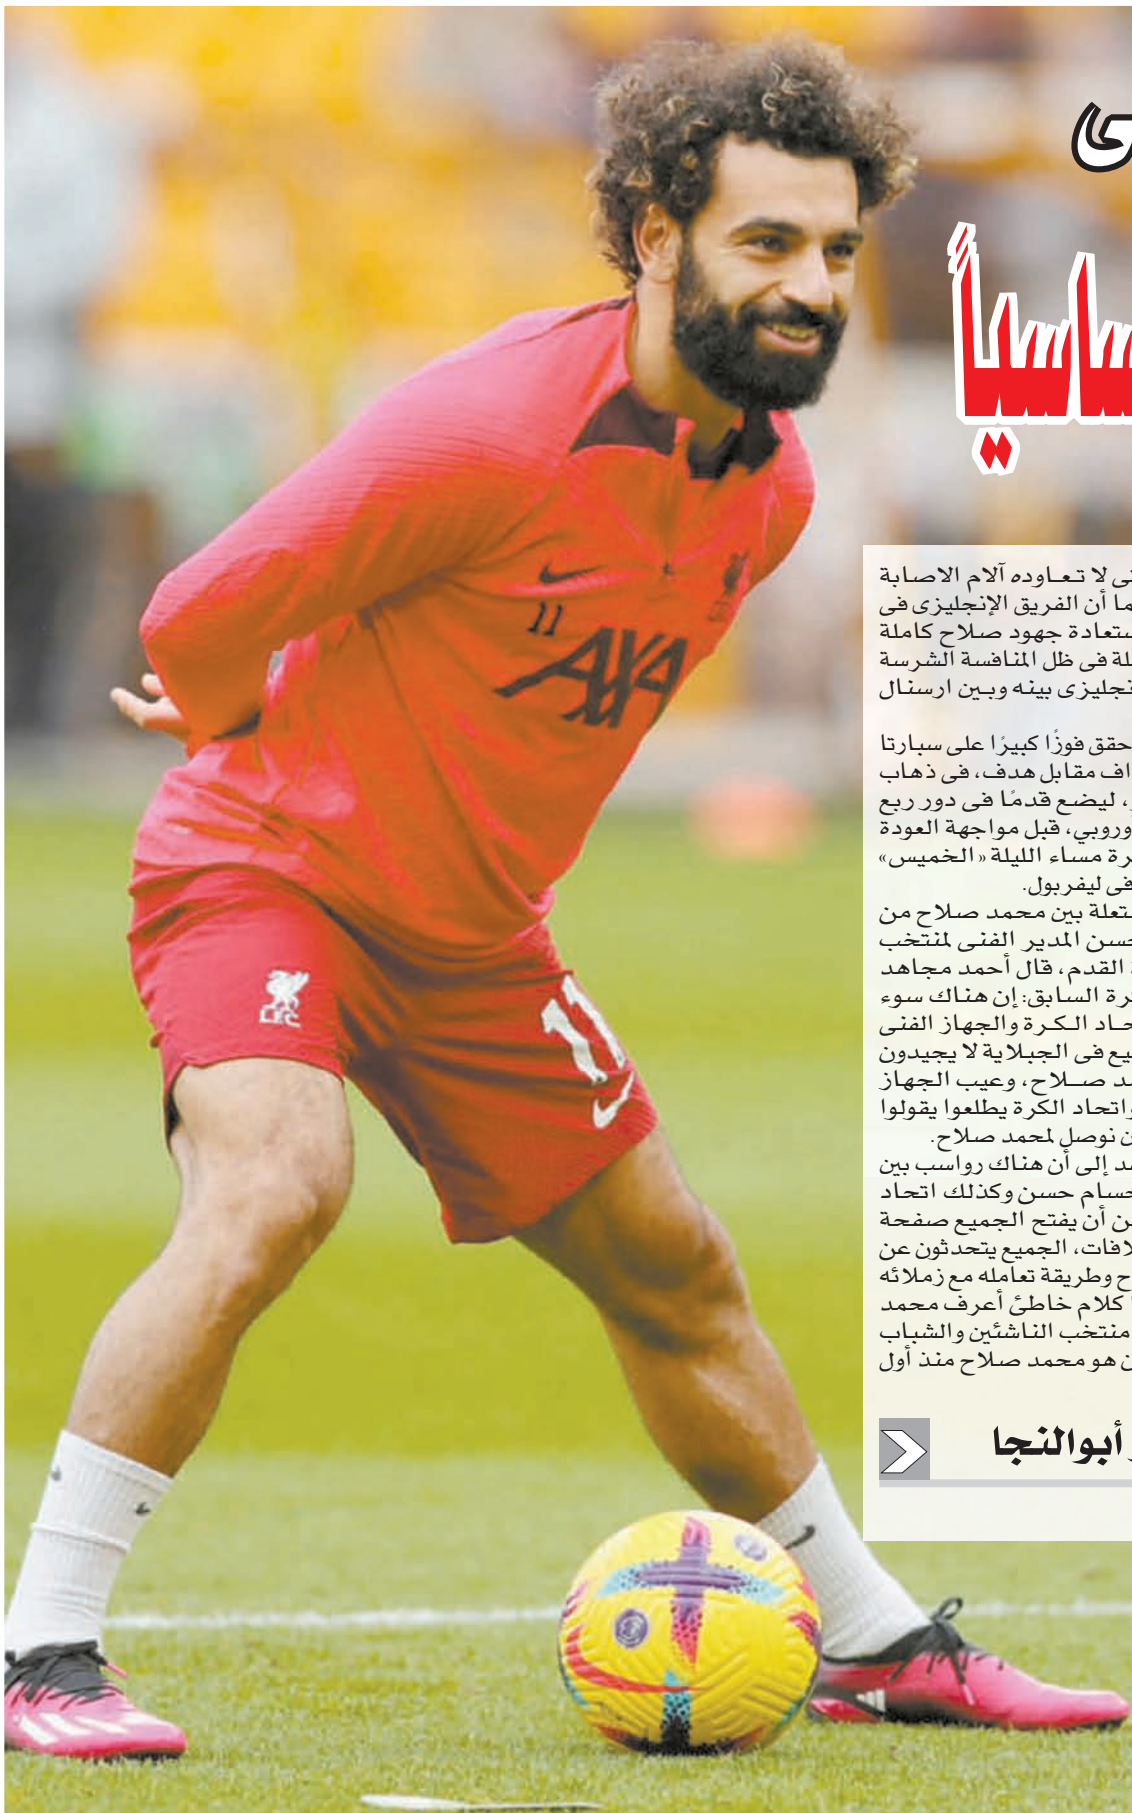 ى
ساسياً
نى لا تعاوده آلام الاصابة
ما أن الفريق الإنجليزى فى
ستعادة جهود صلاح كاملة
لة فى ظل المنافسة الشرسة
نجليزى بينه وبين ارسنال
حقق فوزًا كبيرًا على سبارتا
اف مقابل هدف، فى ذهاب
، ليضع قدمًا فى دور ربع
وروبي، قبل مواجهة العودة
رة مساء الليلة «الخميس»
فى ليفربول.
ـتعلة بين محمد صلاح من
حسن المدير الفنى لمنتخب
ة القدم، قال أحمد مجاهد
كرة السابق: إن هناك سوء
حاد الكرة والجهاز الفنى
يع فى الجبلاية لا يجيدون
ـد صلاح، وعيب الجهاز
واتحاد الكرة يطلعوا يقولوا
ن نوصل لمحمد صلاح.
ـد إلى أن هناك رواسب بين
حسام حسن وكذلك اتحاد
ن أن يفتح الجميع صفحة
لافات، الجميع يتحدثون عن
ح وطريقة تعامله مع زملائه
ا كلام خاطئ أعرف محمد
منتخب الناشئين والشباب
ن هو محمد صلاح منذ أول
أبوالنجا
11
AXA
LFC
11